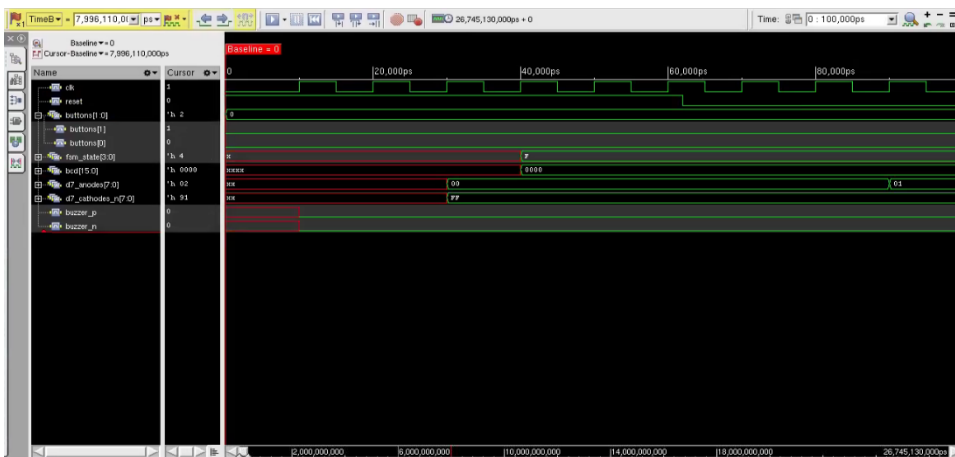 TimeB = 7,996,110,0( ps 26,745,130,000ps + 0 Time: 0 : 100,000ps
Baseline = 0
Cursor-Baseline = 7,996,110,000ps
Baseline = 0
Name Cursor 0 20,000ps 40,000ps 60,000ps 80,000ps
clk 1
reset 0
buttons[1:0] 'h 2 0
buttons[1] 1
buttons[0] 0
fsm_state[3:0] 'h 4 x F
bcd[15:0] 'h 0000 xxxx 0000
d7_anodes[7:0] 'h 02 xx 00 01
d7_cathodes_n[7:0] 'h 91 xx FF
buzzer_p 0
buzzer_n 0
2,000,000,000 6,000,000,000 10,000,000,000 14,000,000,000 18,000,000,000 26,745,130,000ps